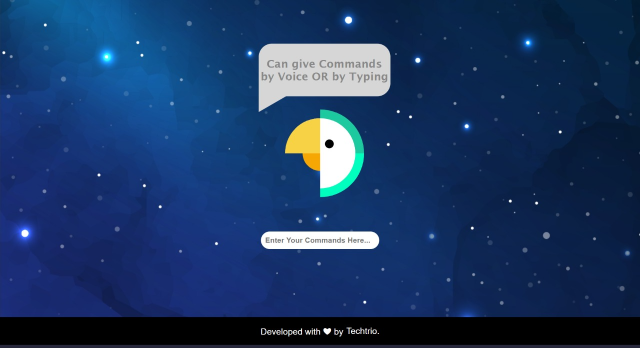 Can give Commands
by Voice OR by Typing
Enter Your Commands Here...
Developed with ❤ by Techtrio.